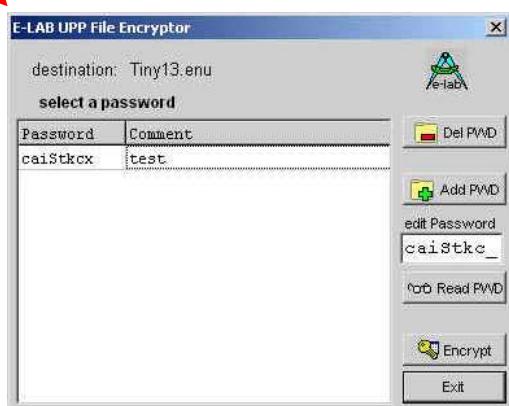 E-LAB UPP File Encryptor
destination: Tiny13.enu
/e-lab\
select a password
Password Comment
caiStkcx test
Del PWD
Add PWD
edit Password
caiStkc_
Read PWD
Encrypt
Exit